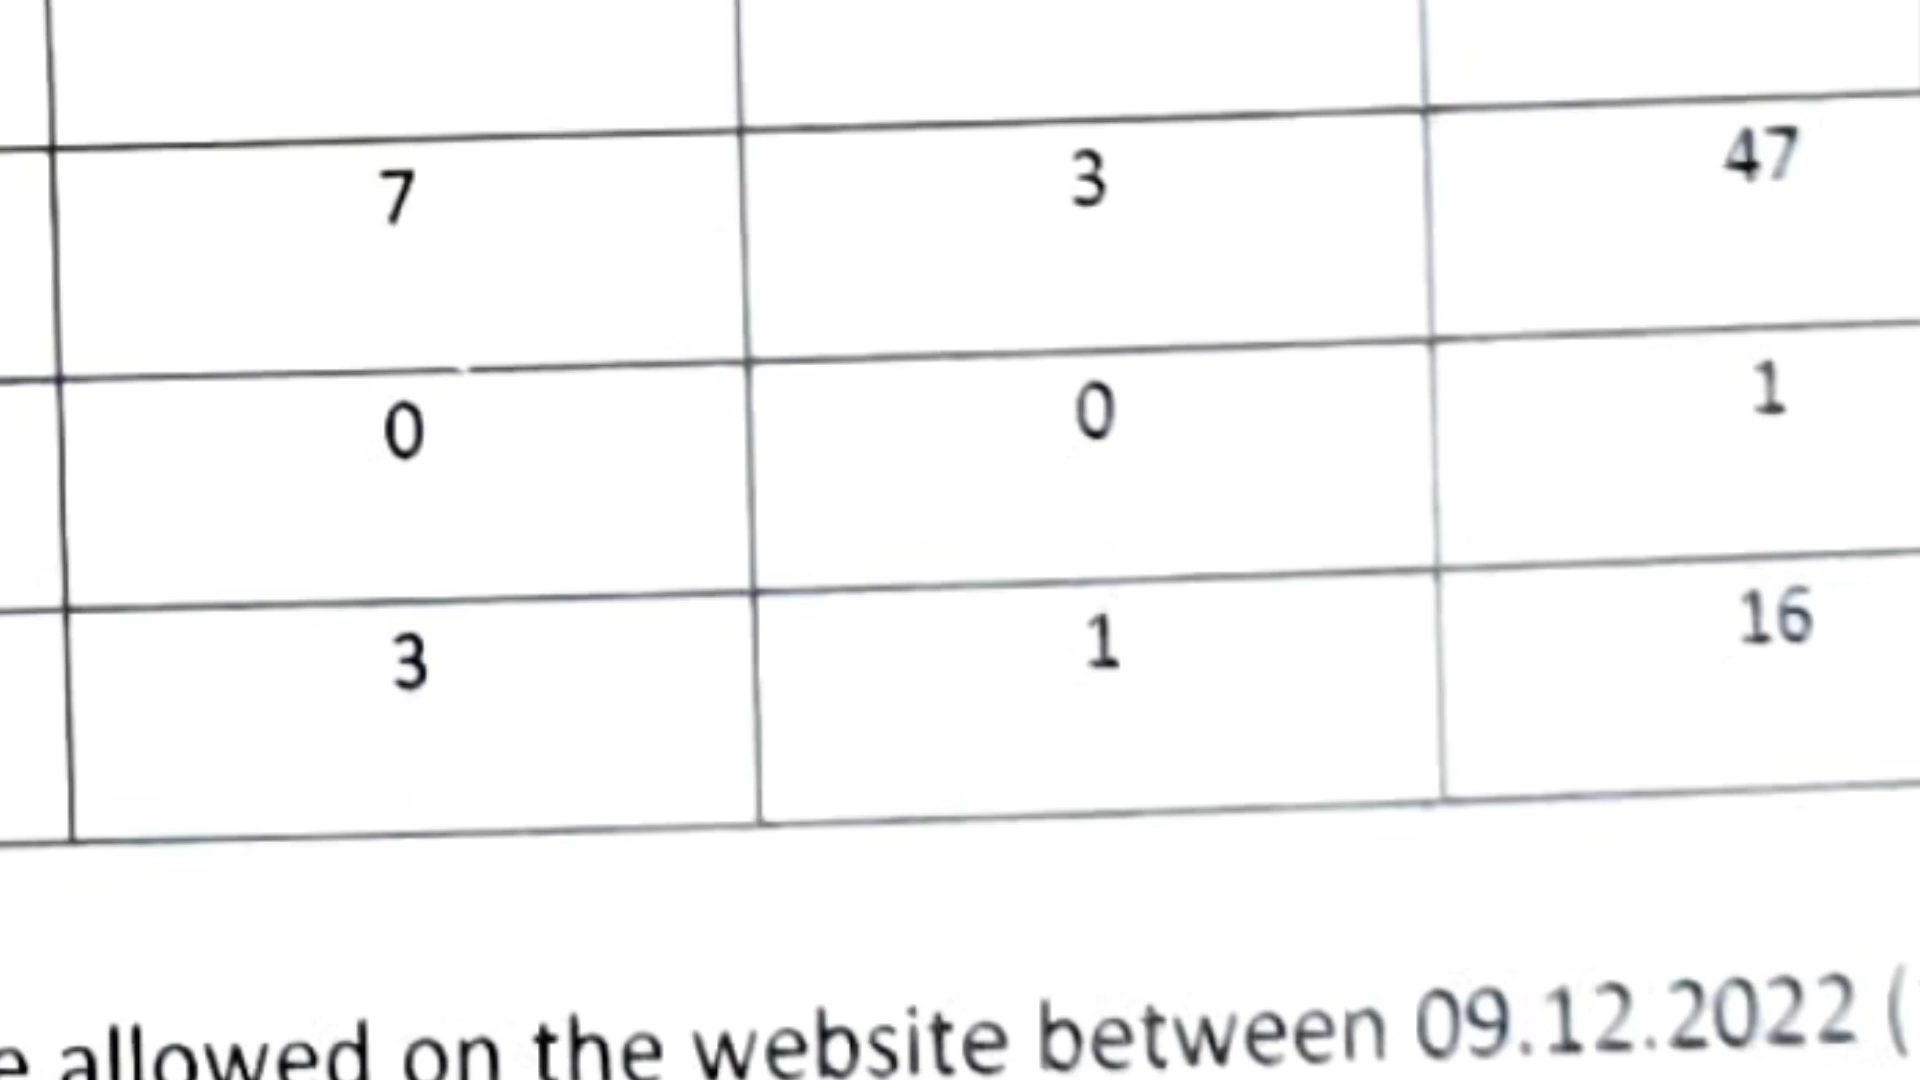 7 3 47
0 0 1
3 1 16
allowed on the website between 09.12.2022 (